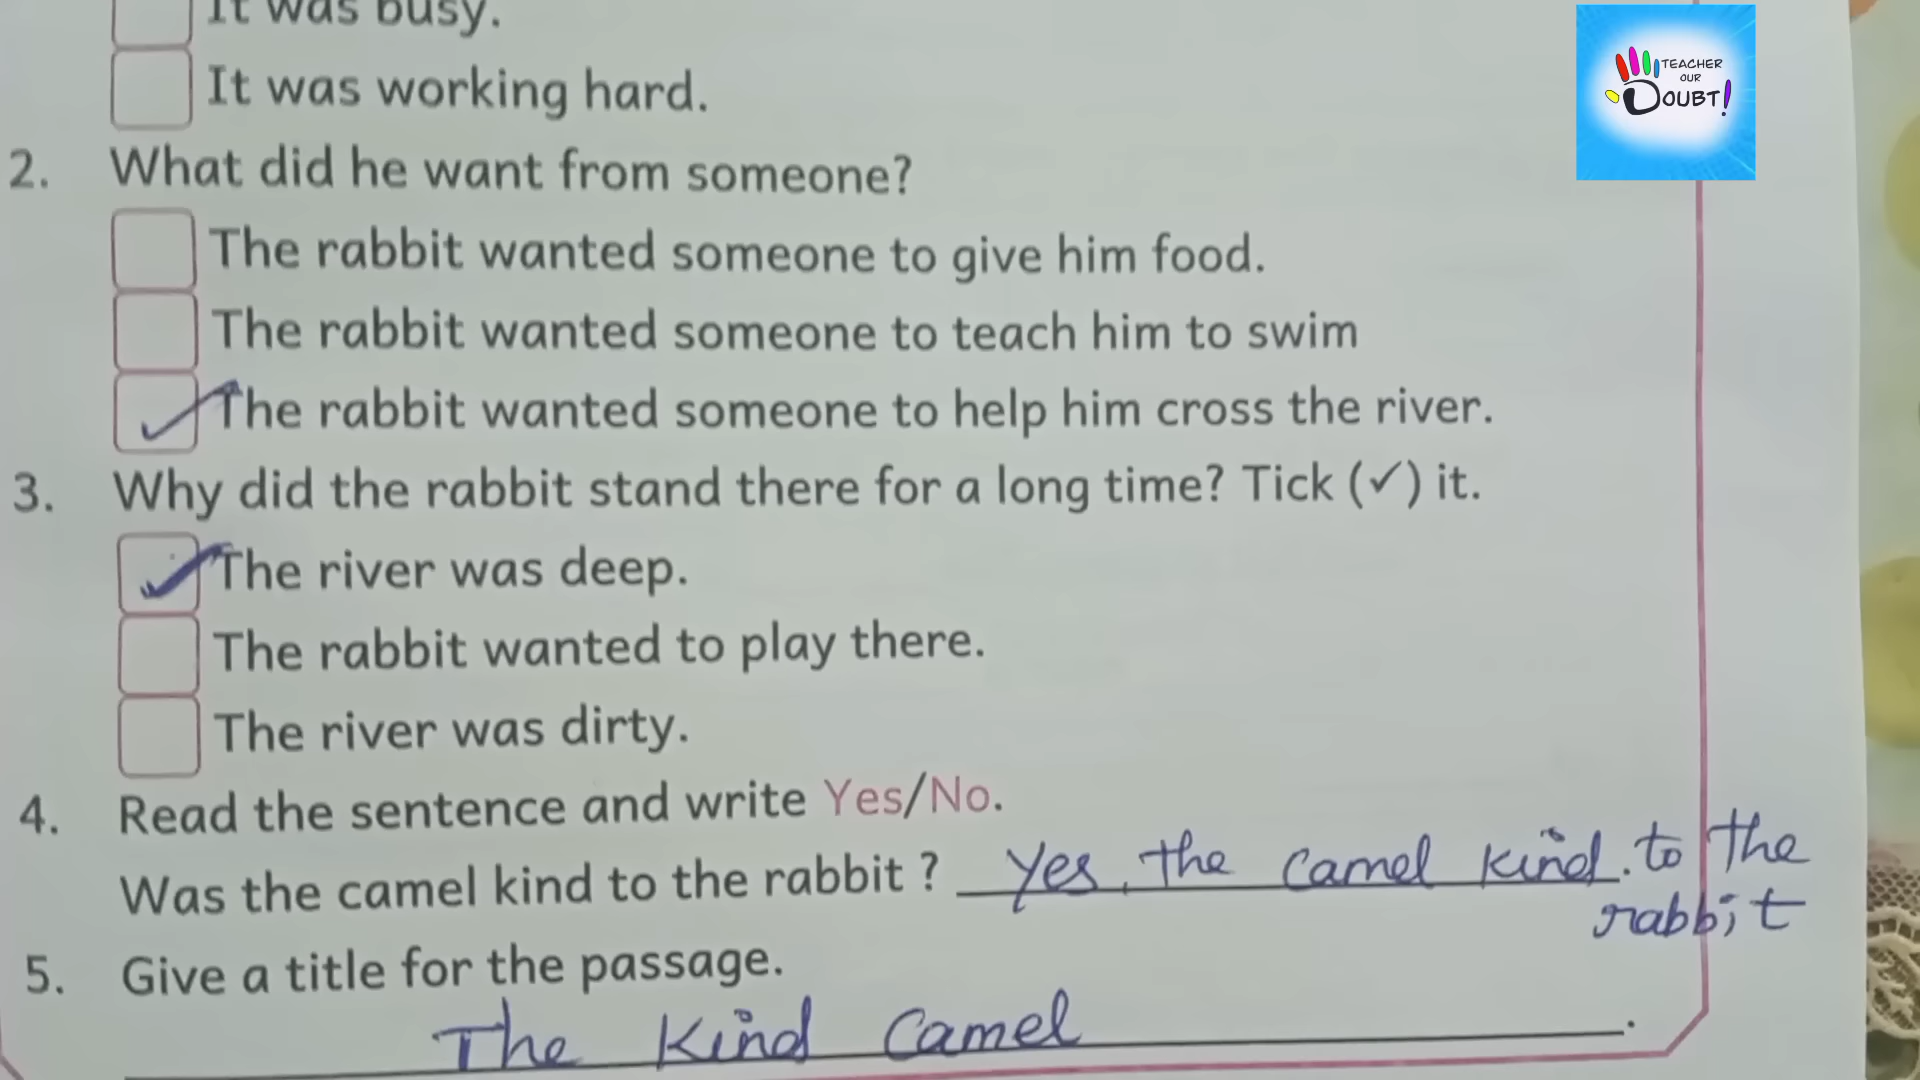 It was busy.
It was working hard.
TEACHER
OUR
DOUBT!
2. What did he want from someone?
The rabbit wanted someone to give him food.
The rabbit wanted someone to teach him to swim
✓ The rabbit wanted someone to help him cross the river.
3. Why did the rabbit stand there for a long time? Tick (✓) it.
✓ The river was deep.
The rabbit wanted to play there.
The river was dirty.
4. Read the sentence and write Yes/No.
Was the camel kind to the rabbit ? Yes, the camel kind. to the
rabbit
5. Give a title for the passage.
The Kind Camel.